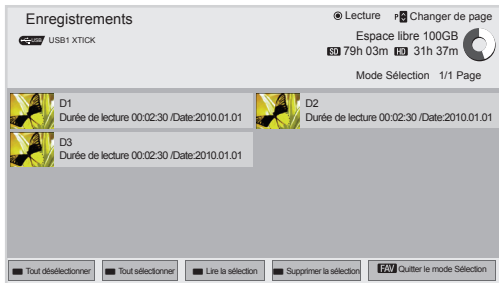 Enregistrements
Lecture P Changer de page
USB1 XTICK
Espace libre 100GB
SD 79h 03m HD 31h 37m
Mode Sélection 1/1 Page
D1
Durée de lecture 00:02:30 /Date:2010.01.01
D2
Durée de lecture 00:02:30 /Date:2010.01.01
D3
Durée de lecture 00:02:30 /Date:2010.01.01
Tout désélectionner Tout sélectionner Lire la sélection Supprimer la sélection FAV Quitter le mode Sélection